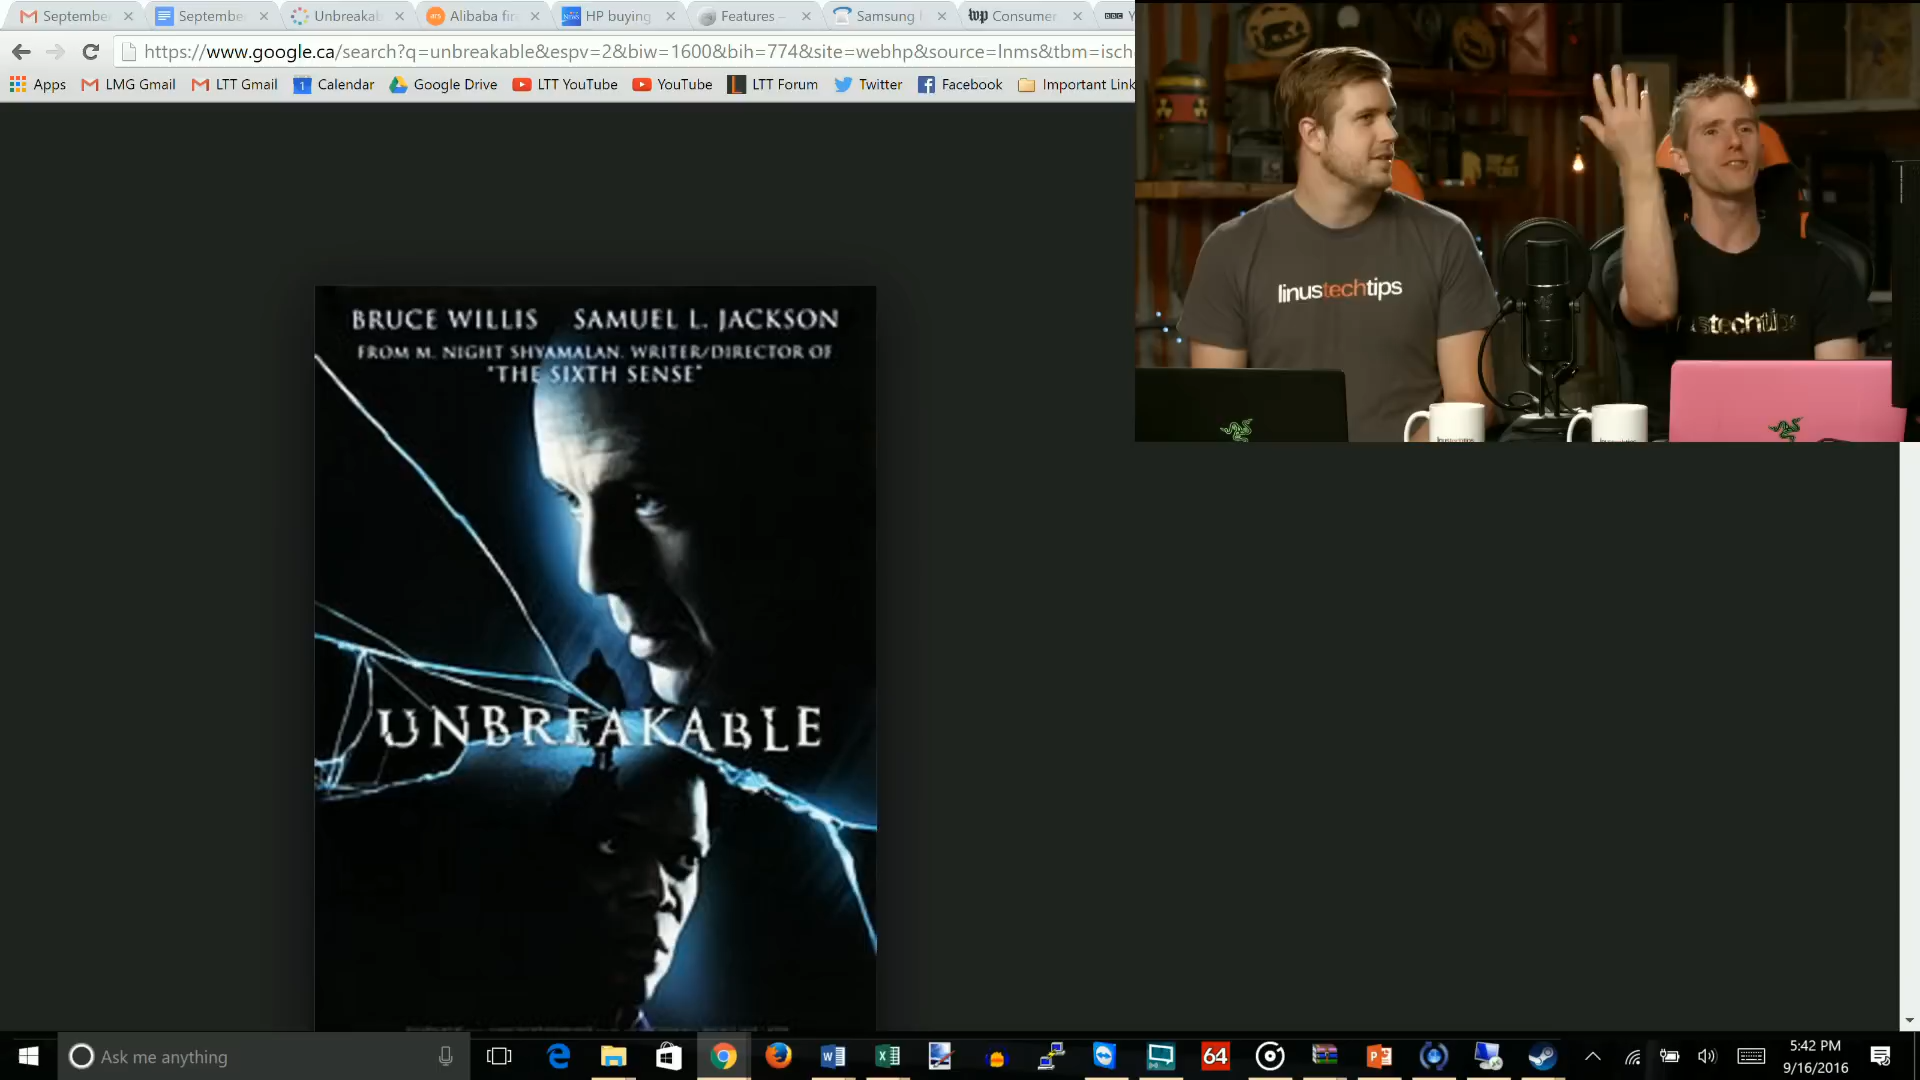 September
September
Unbreakab
Alibaba fir
HP buying
Features –
Samsung
Consumer
https://www.google.ca/search?q=unbreakable&espv=2&biw=1600&bih=774&site=webhp&source=lnms&tbm=isch
Apps
LMG Gmail
LTT Gmail
Calendar
Google Drive
LTT YouTube
YouTube
LTT Forum
Twitter
Facebook
Important Link
linustechtips
stechtips
BRUCE WILLIS SAMUEL L. JACKSON
FROM M. NIGHT SHYAMALAN, WRITER/DIRECTOR OF
"THE SIXTH SENSE"
UNBREAKABLE
Ask me anything
64
5:42 PM
9/16/2016